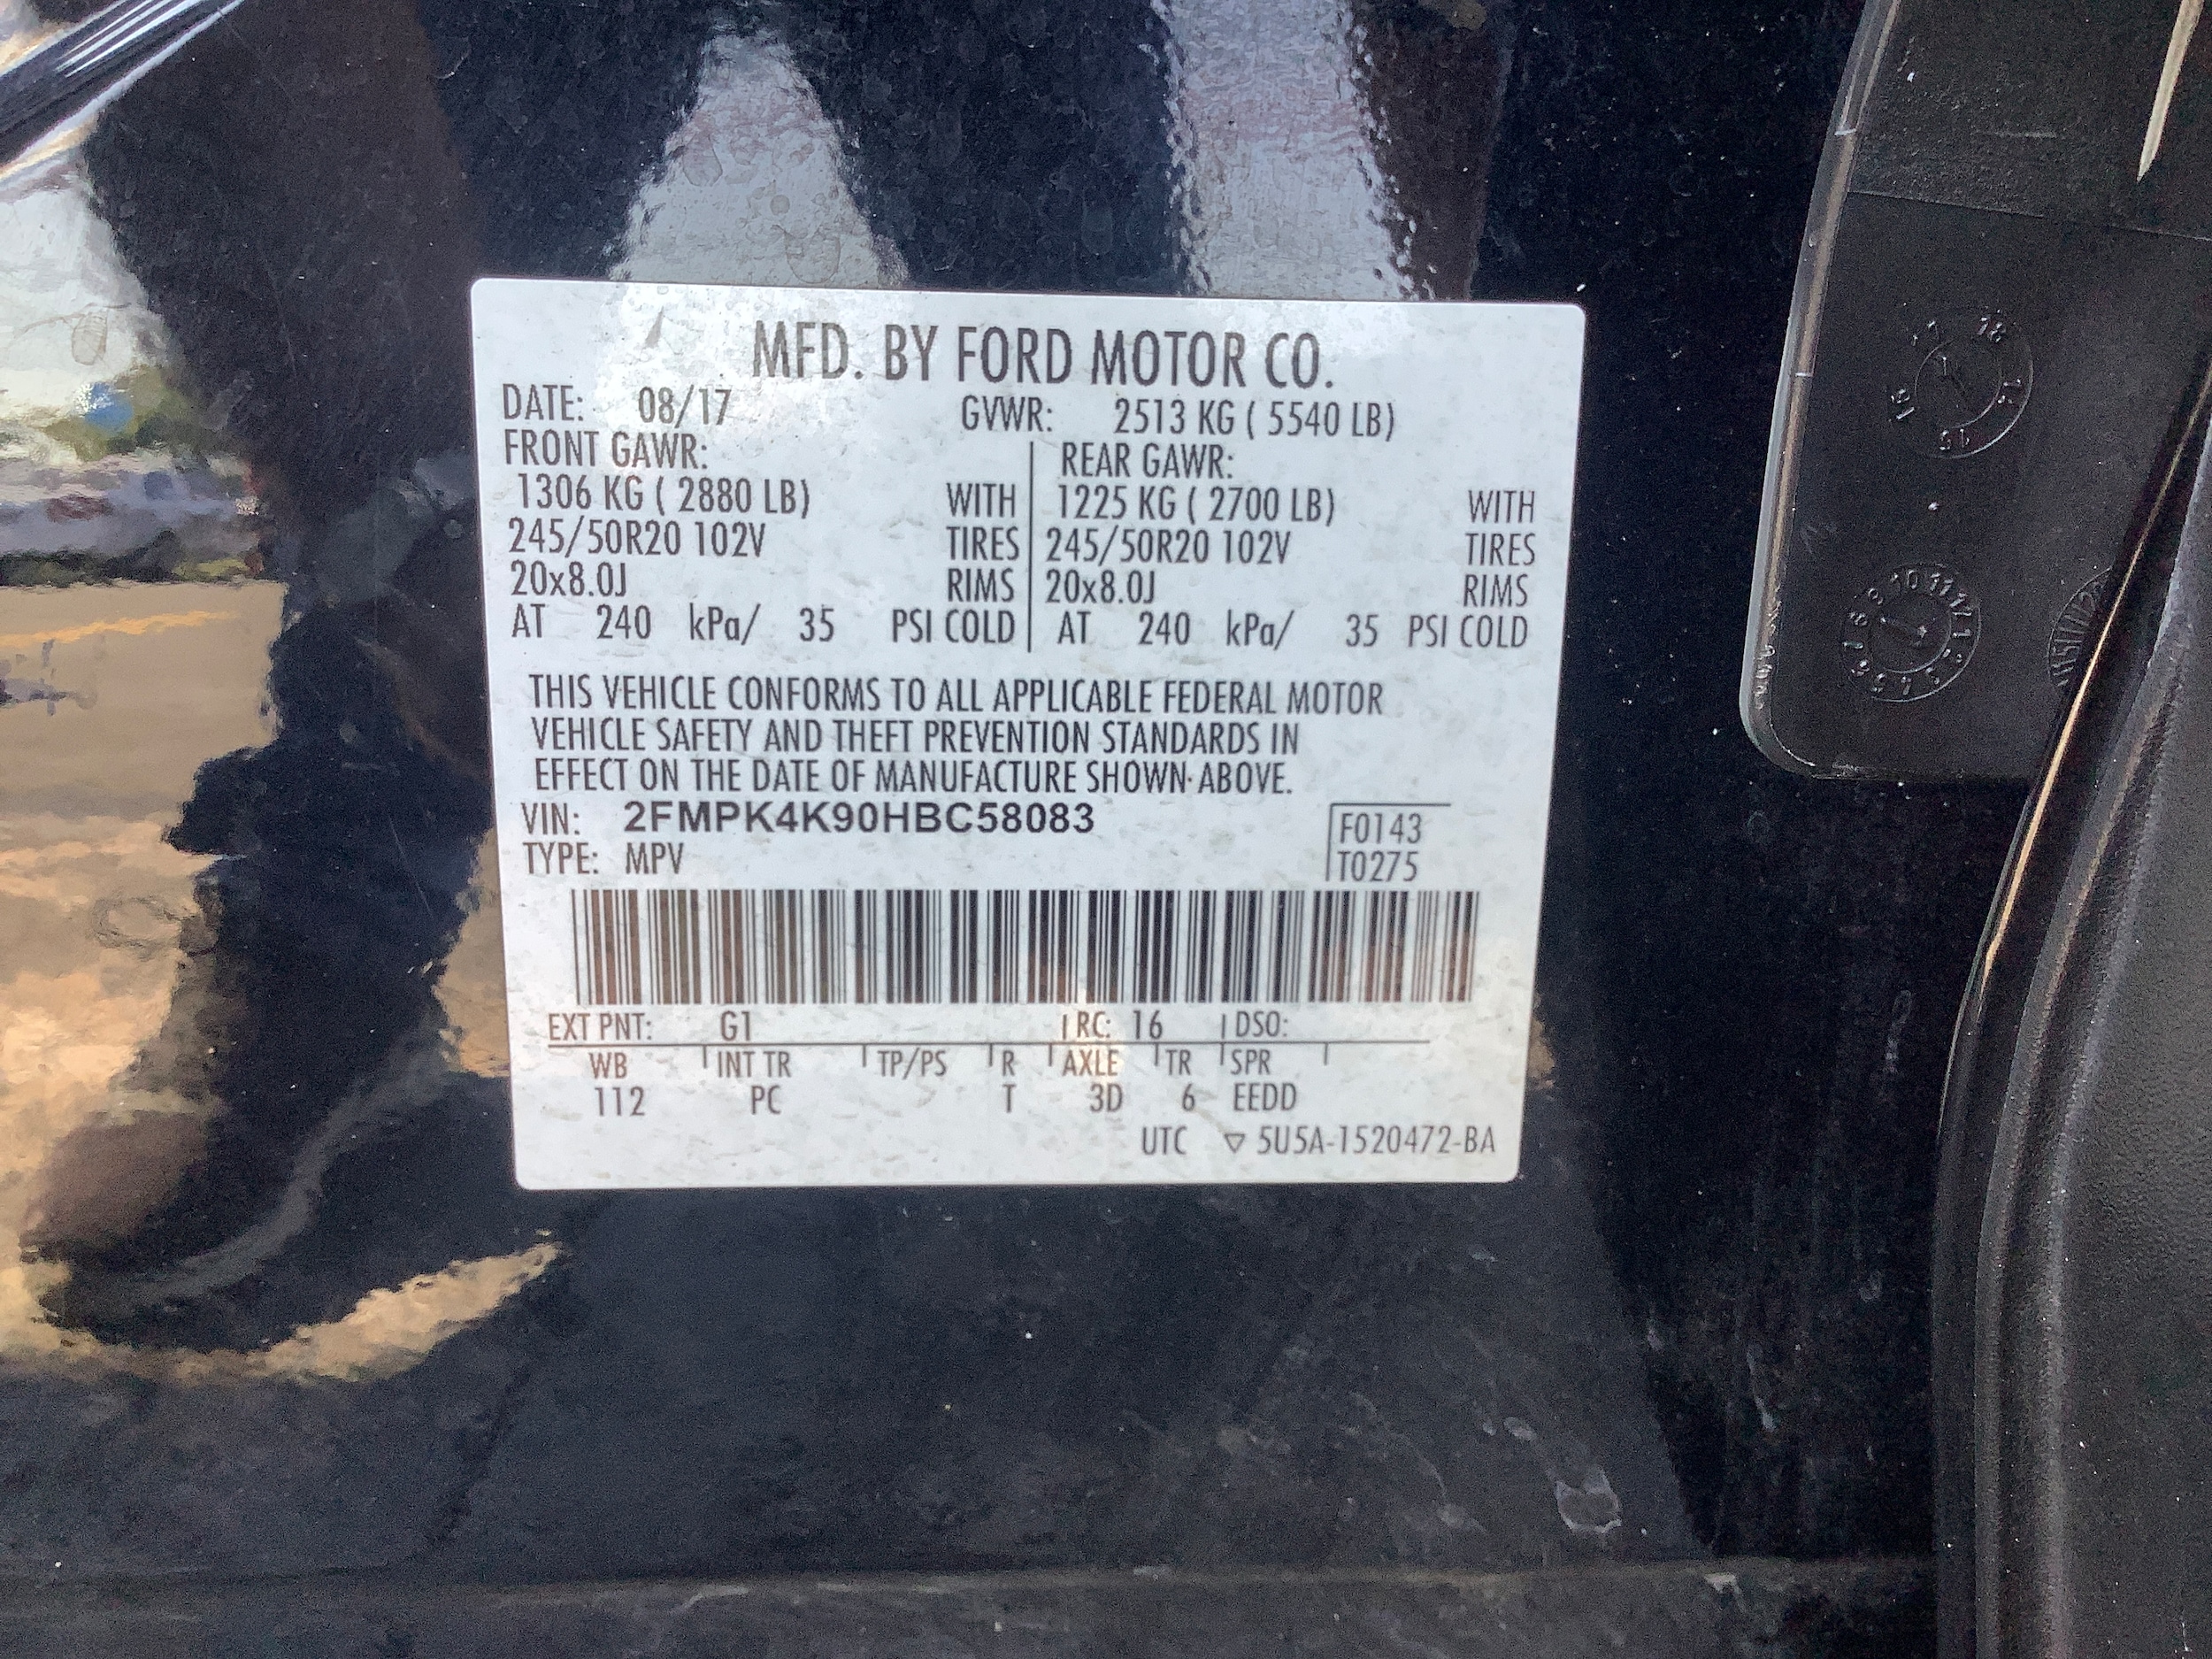 MFD. BY FORD MOTOR CO.
DATE: 08/17 GVWR: 2513 KG ( 5540 LB)
FRONT GAWR: REAR GAWR:
1306 KG ( 2880 LB) WITH 1225 KG ( 2700 LB) WITH
245/50R20 102V TIRES 245/50R20 102V TIRES
20x8.0J RIMS 20x8.0J RIMS
AT 240 kPa/ 35 PSI COLD AT 240 kPa/ 35 PSI COLD
THIS VEHICLE CONFORMS TO ALL APPLICABLE FEDERAL MOTOR
VEHICLE SAFETY AND THEFT PREVENTION STANDARDS IN
EFFECT ON THE DATE OF MANUFACTURE SHOWN ABOVE.
VIN: 2FMPK4K90HBC58083 F0143
TYPE: MPV T0275
EXT PNT: G1 RC: 16 DSO:
WB INT TR TP/PS R AXLE TR SPR
112 PC T 3D 6 EEDD
UTC ▽ 5U5A-1520472-BA